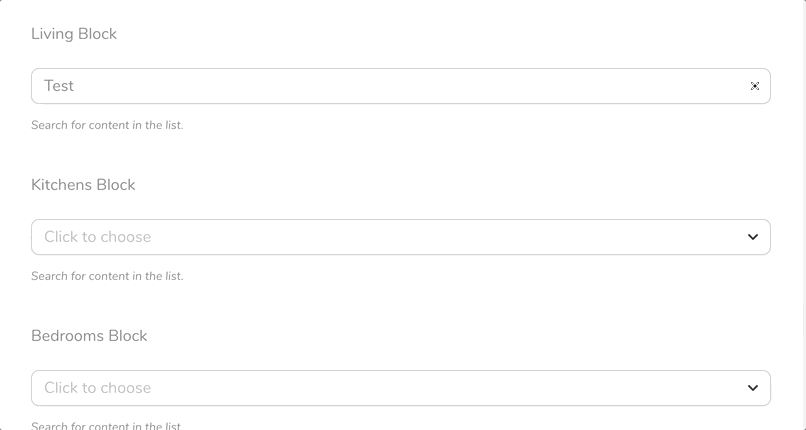 Living Block
Test
Search for content in the list.
Kitchens Block
Click to choose
Search for content in the list.
Bedrooms Block
Click to choose
Search for content in the list.